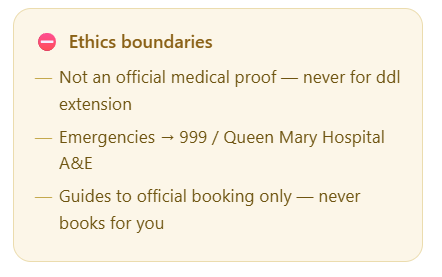 Ethics boundaries
— Not an official medical proof — never for ddl
extension
— Emergencies → 999 / Queen Mary Hospital
A&E
— Guides to official booking only — never
books for you